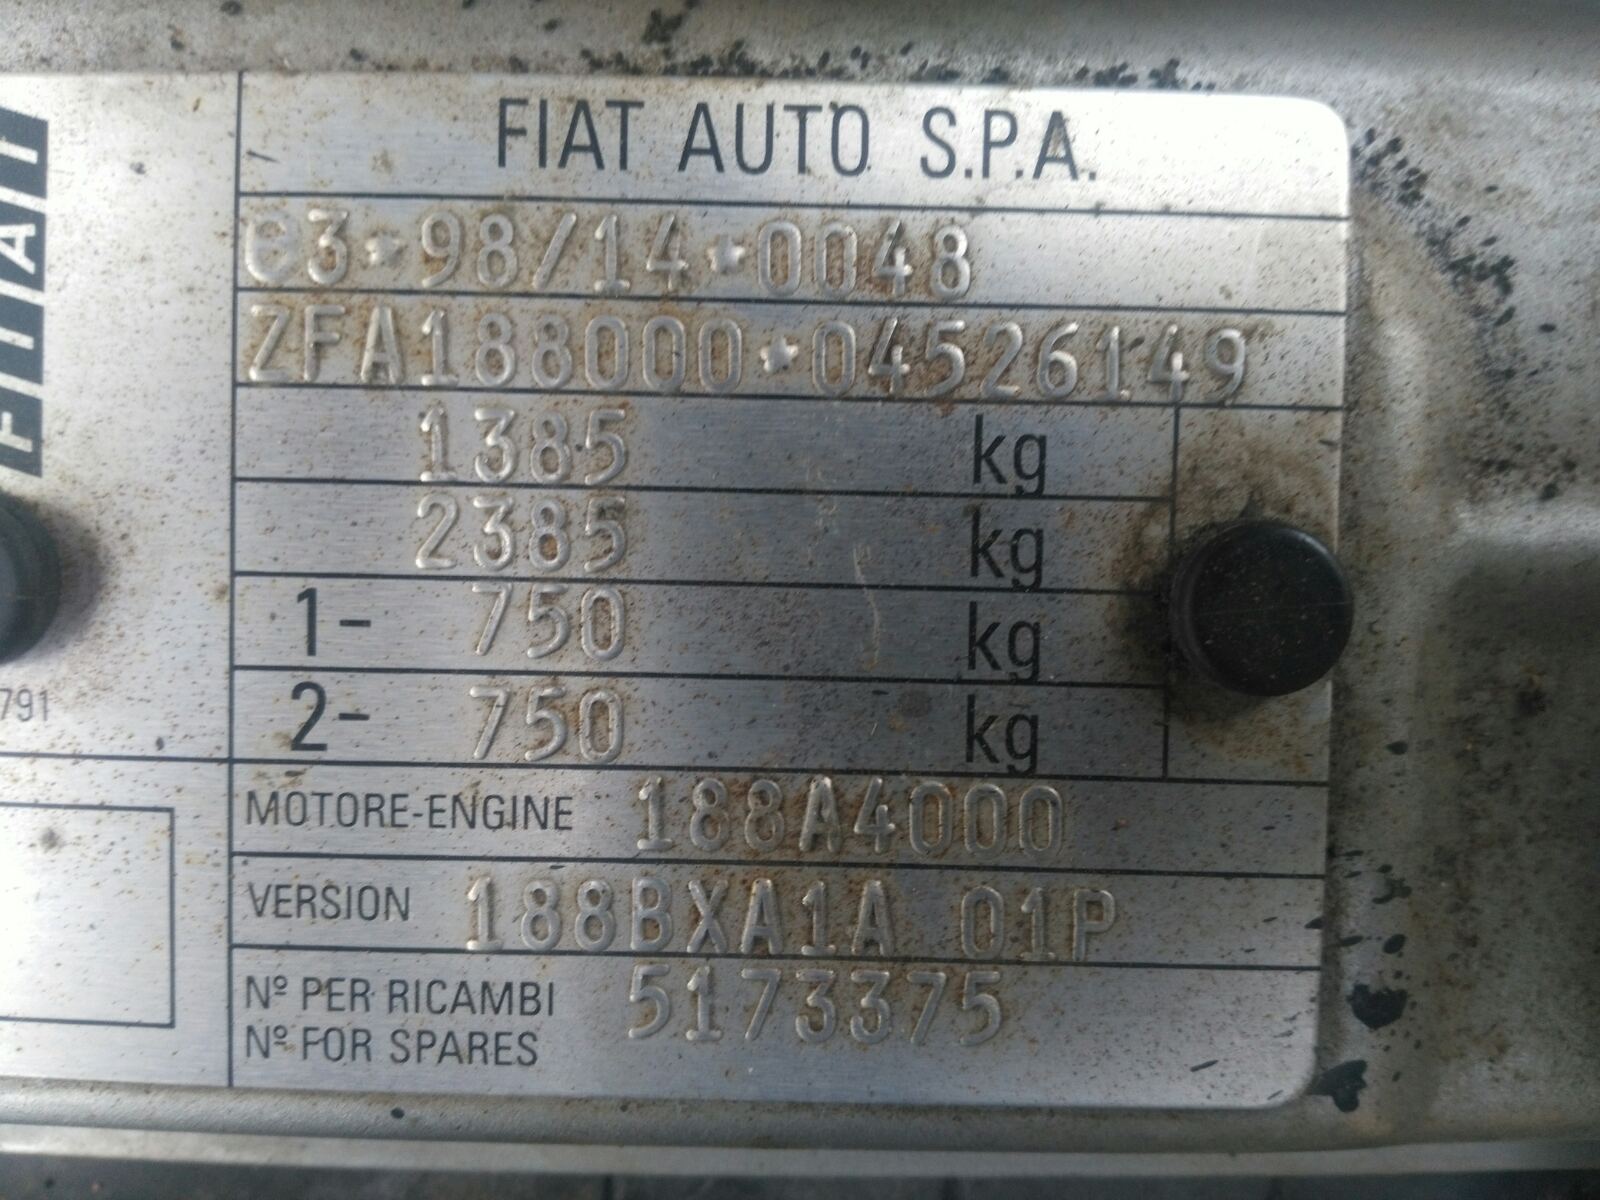 FIAT
FIAT AUTO S.P.A.
e3*98/14*0048
ZFA188000*04526149
1385 kg
2385 kg
1- 750 kg
2- 750 kg
791
MOTORE-ENGINE 188A4000
VERSION 188BXA1A 01P
Nº PER RICAMBI 5173375
Nº FOR SPARES